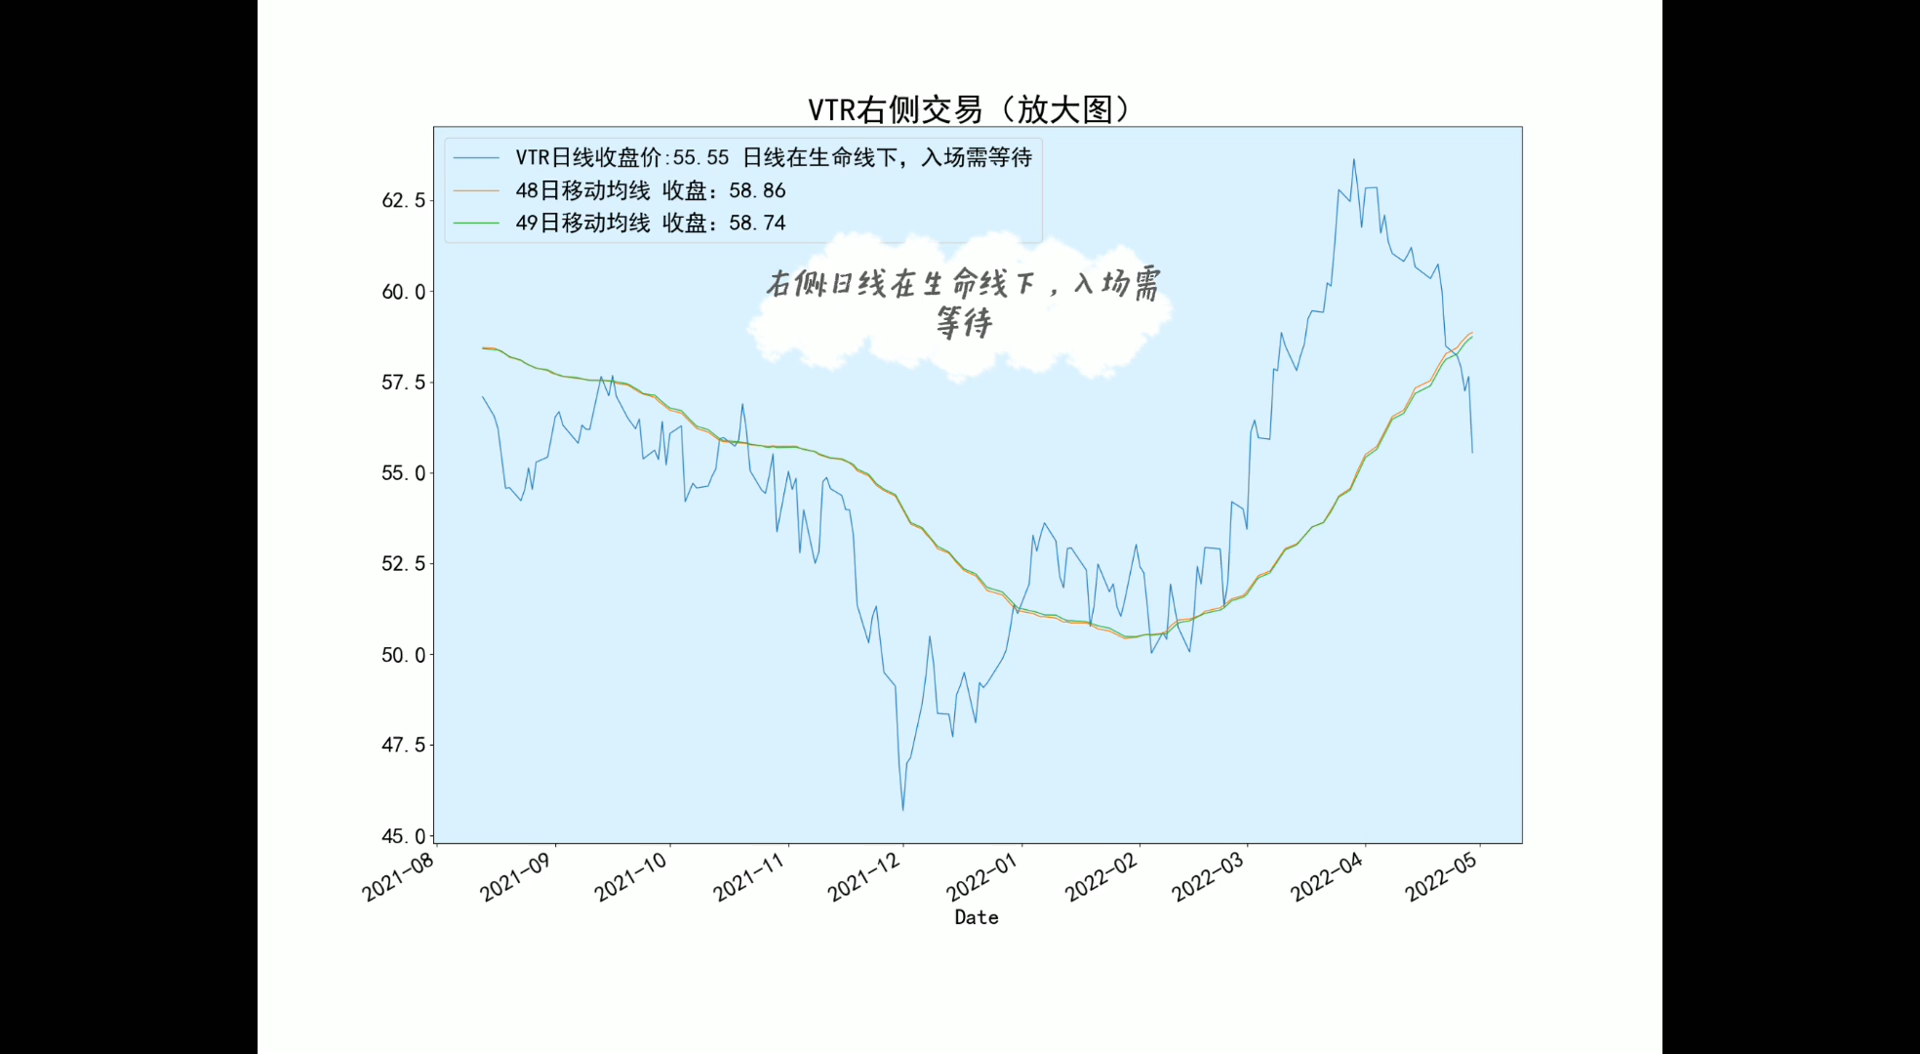 VTR右侧交易（放大图）
VTR日线收盘价:55.55 日线在生命线下，入场需等待
48日移动均线 收盘：58.86
49日移动均线 收盘：58.74
右侧:日线在生命线下，入场需
等待
62.5
60.0
57.5
55.0
52.5
50.0
47.5
45.0
2021-08
2021-09
2021-10
2021-11
2021-12
2022-01
2022-02
2022-03
2022-04
2022-05
Date